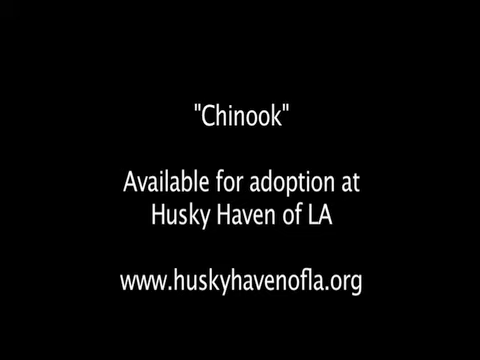 "Chinook"
Available for adoption at
Husky Haven of LA
www.huskyhavenofla.org